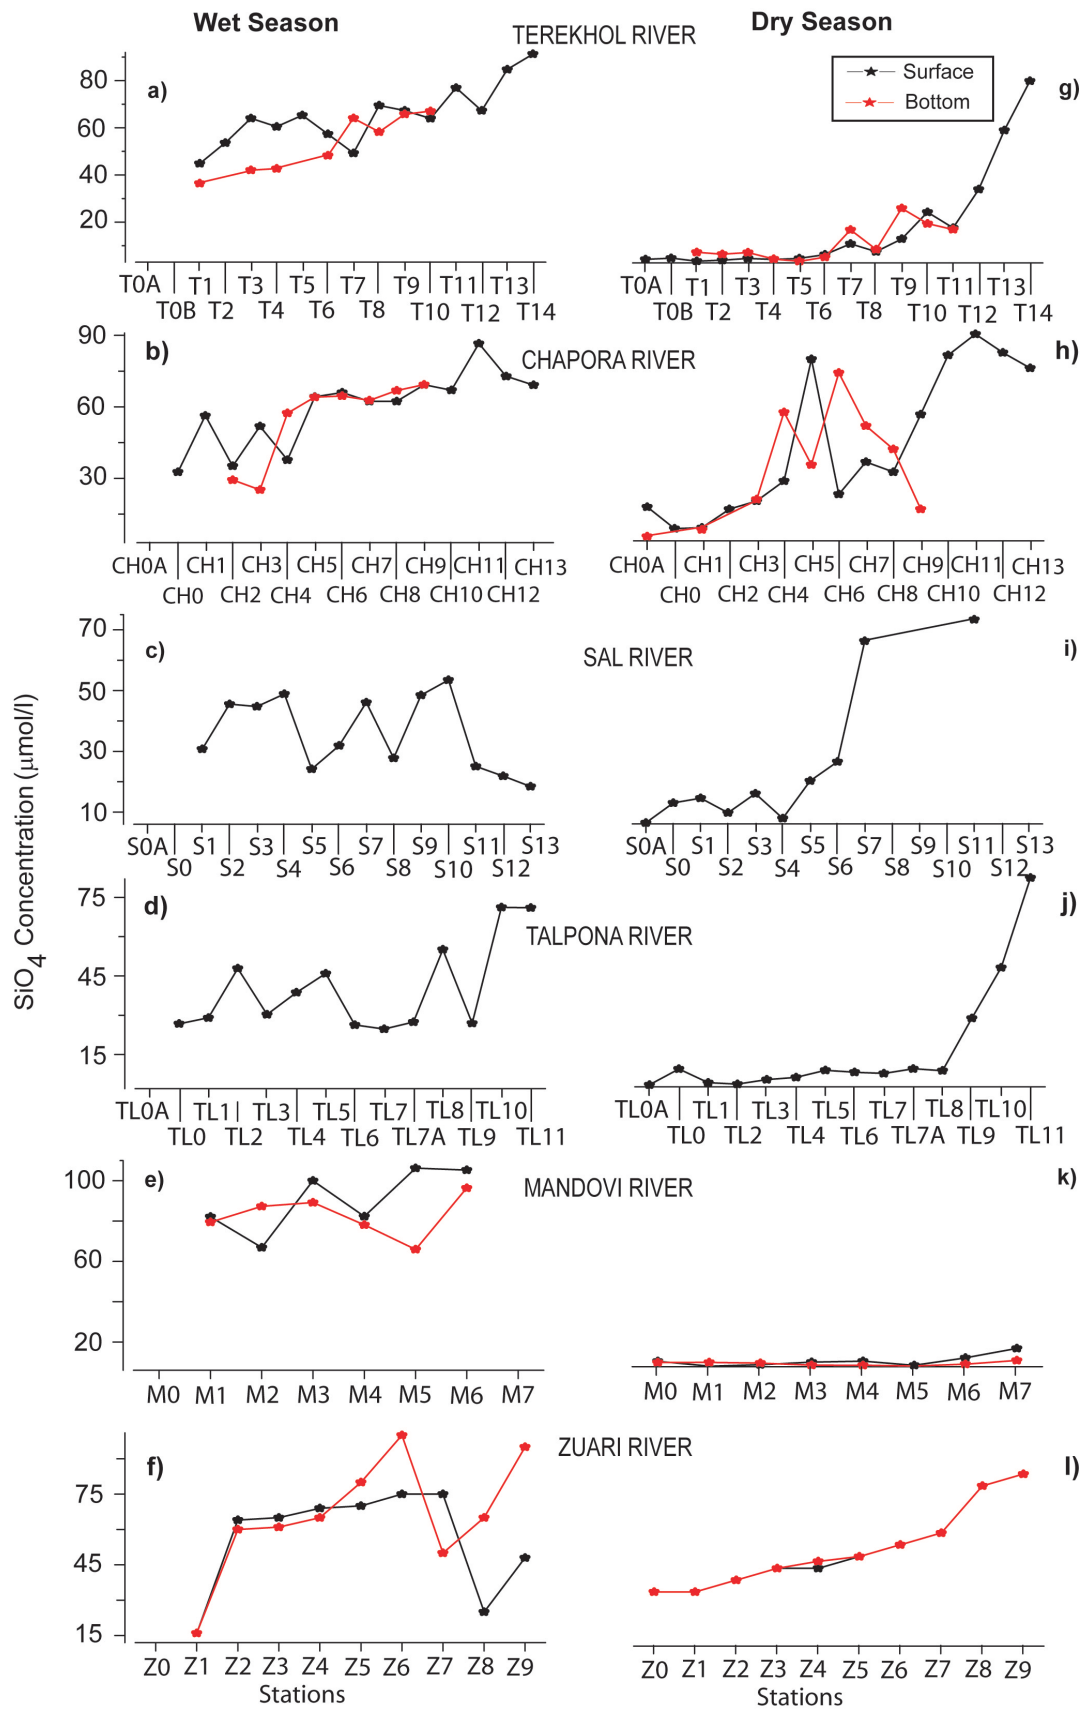 Wet Season
Dry Season
TEREKHOL RIVER
a)
g)
Surface
Bottom
80
60
40
20
T0A T1 T3 T5 T7 T9 T11 T13
T0B T2 T4 T6 T8 T10 T12 T14
T0A T1 T3 T5 T7 T9 T11 T13
T0B T2 T4 T6 T8 T10 T12 T14
b)
CHAPORA RIVER
h)
90
60
30
CH0A CH1 CH3 CH5 CH7 CH9 CH11 CH13
CH0 CH2 CH4 CH6 CH8 CH10 CH12
CH0A CH1 CH3 CH5 CH7 CH9 CH11 CH13
CH0 CH2 CH4 CH6 CH8 CH10 CH12
c)
SAL RIVER
i)
70
50
30
10
S0A S1 S3 S5 S7 S9 S11 S13
S0 S2 S4 S6 S8 S10 S12
S0A S1 S3 S5 S7 S9 S11 S13
S0 S2 S4 S6 S8 S10 S12
SiO4 Concentration (μmol/l)
d)
TALPONA RIVER
j)
75
45
15
TL0A TL1 TL3 TL5 TL7 TL8 TL10
TL0 TL2 TL4 TL6 TL7A TL9 TL11
TL0A TL1 TL3 TL5 TL7 TL8 TL10
TL0 TL2 TL4 TL6 TL7A TL9 TL11
e)
MANDOVI RIVER
k)
100
60
20
M0 M1 M2 M3 M4 M5 M6 M7
M0 M1 M2 M3 M4 M5 M6 M7
f)
ZUARI RIVER
l)
75
45
15
Z0 Z1 Z2 Z3 Z4 Z5 Z6 Z7 Z8 Z9
Z0 Z1 Z2 Z3 Z4 Z5 Z6 Z7 Z8 Z9
Stations
Stations